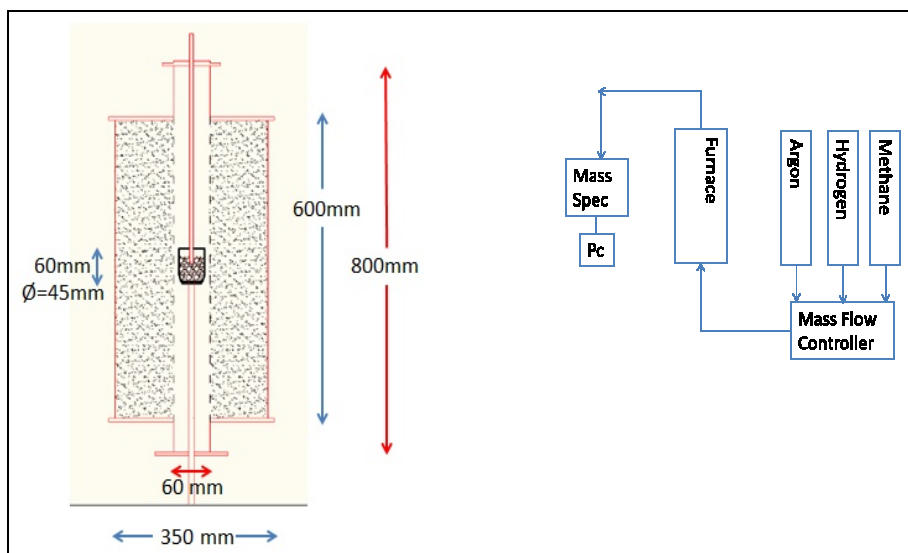 600mm
60mm
Ø=45mm
800mm
60 mm
350 mm
Mass
Spec
Pc
Furnace
Argon
Hydrogen
Methane
Mass Flow
Controller